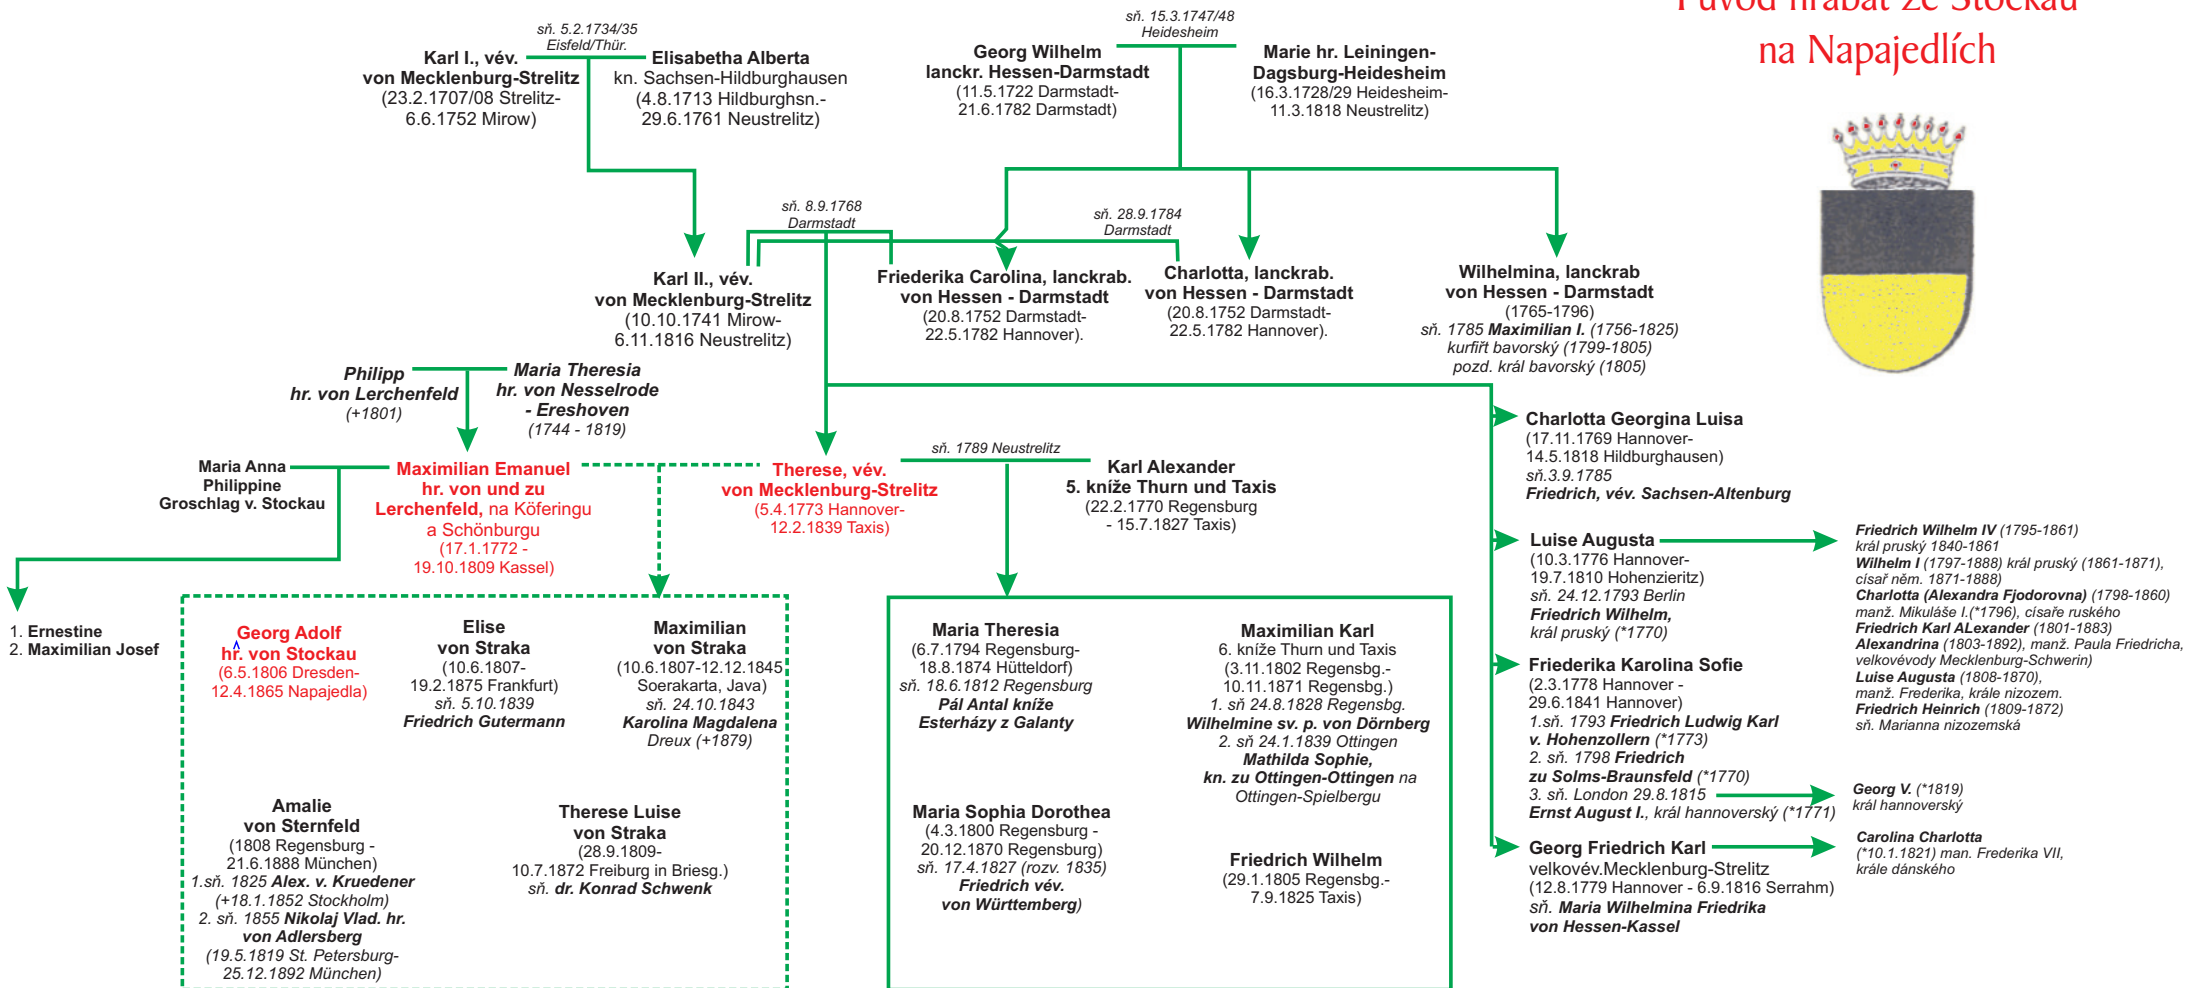 Původ hrabat ze Stockau
na Napajedlích
sň. 5.2.1734/35
Eisfeld/Thür.
Karl I., vév.
von Mecklenburg-Strelitz
(23.2.1707/08 Strelitz-
6.6.1752 Mirow)
Elisabetha Alberta
kn. Sachsen-Hildburghausen
(4.8.1713 Hildburghsn.-
29.6.1761 Neustrelitz)
sň. 15.3.1747/48
Heidesheim
Georg Wilhelm
lanckr. Hessen-Darmstadt
(11.5.1722 Darmstadt-
21.6.1782 Darmstadt)
Marie hr. Leiningen-
Dagsburg-Heidesheim
(16.3.1728/29 Heidesheim-
11.3.1818 Neustrelitz)
sň. 8.9.1768
Darmstadt
sň. 28.9.1784
Darmstadt
Karl II., vév.
von Mecklenburg-Strelitz
(10.10.1741 Mirow-
6.11.1816 Neustrelitz)
Friederika Carolina, lanckrab.
von Hessen - Darmstadt
(20.8.1752 Darmstadt-
22.5.1782 Hannover).
Charlotta, lanckrab.
von Hessen - Darmstadt
(20.8.1752 Darmstadt-
22.5.1782 Hannover).
Wilhelmina, lanckrab
von Hessen - Darmstadt
(1765-1796)
sň. 1785 Maximilian I. (1756-1825)
kurfiřt bavorský (1799-1805)
pozd. král bavorský (1805)
Philipp
hr. von Lerchenfeld
(+1801)
Maria Theresia
hr. von Nesselrode
- Ereshoven
(1744 - 1819)
Maria Anna
Philippine
Groschlag v. Stockau
Maximilian Emanuel
hr. von und zu
Lerchenfeld, na Köferingu
a Schönburgu
(17.1.1772 -
19.10.1809 Kassel)
Therese, vév.
von Mecklenburg-Strelitz
(5.4.1773 Hannover-
12.2.1839 Taxis)
sň. 1789 Neustrelitz
Karl Alexander
5. kníže Thurn und Taxis
(22.2.1770 Regensburg
- 15.7.1827 Taxis)
1. Ernestine
2. Maximilian Josef
Georg Adolf
hr. von Stockau
(6.5.1806 Dresden-
12.4.1865 Napajedla)
Elise
von Straka
(10.6.1807-
19.2.1875 Frankfurt)
sň. 5.10.1839
Friedrich Gutermann
Maximilian
von Straka
(10.6.1807-12.12.1845
Soerakarta, Java)
sň. 24.10.1843
Karolina Magdalena
Dreux (+1879)
Amalie
von Sternfeld
(1808 Regensburg -
21.6.1888 München)
1.sň. 1825 Alex. v. Kruedener
(+18.1.1852 Stockholm)
2. sň. 1855 Nikolaj Vlad. hr.
von Adlersberg
(19.5.1819 St. Petersburg-
25.12.1892 München)
Therese Luise
von Straka
(28.9.1809-
10.7.1872 Freiburg in Briesg.)
sň. dr. Konrad Schwenk
Maria Theresia
(6.7.1794 Regensburg-
18.8.1874 Hütteldorf)
sň. 18.6.1812 Regensburg
Pál Antal kníže
Esterházy z Galanty
Maximilian Karl
6. kníže Thurn und Taxis
(3.11.1802 Regensbg.-
10.11.1871 Regensbg.)
1. sň 24.8.1828 Regensbg.
Wilhelmine sv. p. von Dörnberg
2. sň 24.1.1839 Ottingen
Mathilda Sophie,
kn. zu Ottingen-Ottingen na
Ottingen-Spielbergu
Maria Sophia Dorothea
(4.3.1800 Regensburg -
20.12.1870 Regensburg)
sň. 17.4.1827 (rozv. 1835)
Friedrich vév.
von Württemberg)
Friedrich Wilhelm
(29.1.1805 Regensbg.-
7.9.1825 Taxis)
Charlotta Georgina Luisa
(17.11.1769 Hannover-
14.5.1818 Hildburghausen)
sň.3.9.1785
Friedrich, vév. Sachsen-Altenburg
Luise Augusta
(10.3.1776 Hannover-
19.7.1810 Hohenzieritz)
sň. 24.12.1793 Berlin
Friedrich Wilhelm,
král pruský (*1770)
Friedrich Wilhelm IV (1795-1861)
král pruský 1840-1861
Wilhelm I (1797-1888) král pruský (1861-1871),
císař něm. 1871-1888)
Charlotta (Alexandra Fjodorovna) (1798-1860)
manž. Mikuláše I.(*1796), císaře ruského
Friedrich Karl ALexander (1801-1883)
Alexandrina (1803-1892), manž. Paula Friedricha,
velkovévody Mecklenburg-Schwerin)
Luise Augusta (1808-1870),
manž. Frederika, krále nizozem.
Friedrich Heinrich (1809-1872)
sň. Marianna nizozemská
Friederika Karolina Sofie
(2.3.1778 Hannover -
29.6.1841 Hannover)
1.sň. 1793 Friedrich Ludwig Karl
v. Hohenzollern (*1773)
2. sň. 1798 Friedrich
zu Solms-Braunsfeld (*1770)
3. sň. London 29.8.1815
Ernst August I., král hannoverský (*1771)
Georg V. (*1819)
král hannoverský
Georg Friedrich Karl
velkovév.Mecklenburg-Strelitz
(12.8.1779 Hannover - 6.9.1816 Serrahm)
sň. Maria Wilhelmina Friedrika
von Hessen-Kassel
Carolina Charlotta
(*10.1.1821) man. Frederika VII,
krále dánského